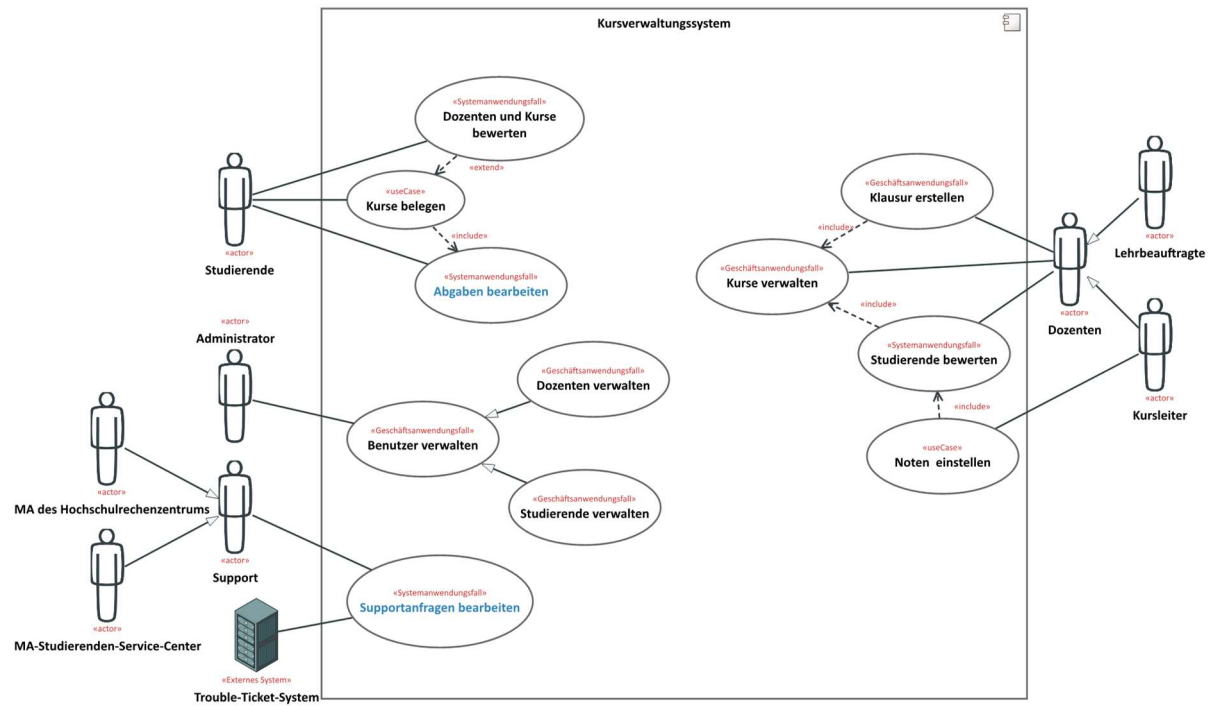 Kursverwaltungssystem
«Systemanwendungsfall»
Dozenten und Kurse
bewerten
«extend»
«useCase»
Kurse belegen
«include»
«Systemanwendungsfall»
Abgaben bearbeiten
«actor»
Studierende
«actor»
Administrator
«Geschäftsanwendungsfall»
Dozenten verwalten
«Geschäftsanwendungsfall»
Benutzer verwalten
«Geschäftsanwendungsfall»
Studierende verwalten
«actor»
MA des Hochschulrechenzentrums
«actor»
Support
«actor»
MA-Studierenden-Service-Center
«Systemanwendungsfall»
Supportanfragen bearbeiten
«Externes System»
Trouble-Ticket-System
«Geschäftsanwendungsfall»
Klausur erstellen
«include»
«Geschäftsanwendungsfall»
Kurse verwalten
«include»
«Systemanwendungsfall»
Studierende bewerten
«include»
«useCase»
Noten einstellen
«actor»
Dozenten
«actor»
Lehrbeauftragte
«actor»
Kursleiter